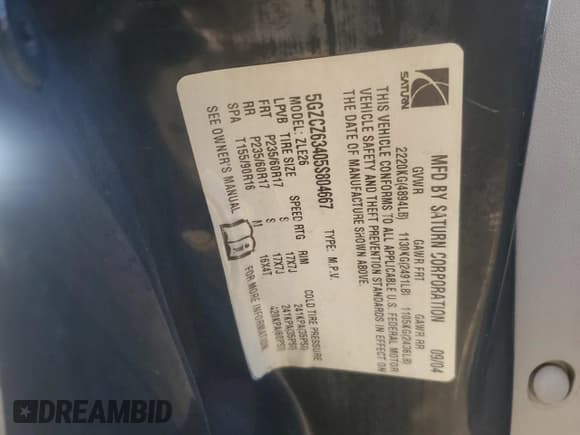 SATURN
MFD BY SATURN CORPORATION 09/04
GVWR GAWR FRT GAWR RR
2220KG(4894LB) 1130KG(2491LB) 1105KG(2436LB)
THIS VEHICLE CONFORMS TO ALL APPLICABLE U.S. FEDERAL MOTOR
VEHICLE SAFETY AND THEFT PREVENTION STANDARDS IN EFFECT ON
THE DATE OF MANUFACTURE SHOWN ABOVE.
5GZCZ63405S804667 TYPE: M.P.V.
MODEL: ZLE26
LPVB TIRE SIZE SPEED RTG RIM COLD TIRE PRESSURE
FRT P235/60R17 S 17X7J 241KPA(35PSI)
RR P235/60R17 S 17X7J 241KPA(35PSI)
SPA T155/90R16 M 16X4T 420KPA(60PSI)
SEE OWNER'S MANUAL FOR MORE INFORMATION.
DREAMBID